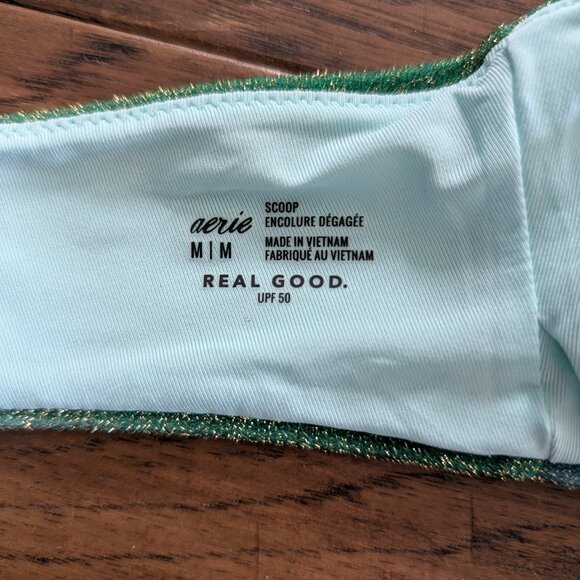 aerie
M|M
SCOOP
ENCOLURE DÉGAGÉE
MADE IN VIETNAM
FABRIQUÉ AU VIETNAM
REAL GOOD.
UPF 50